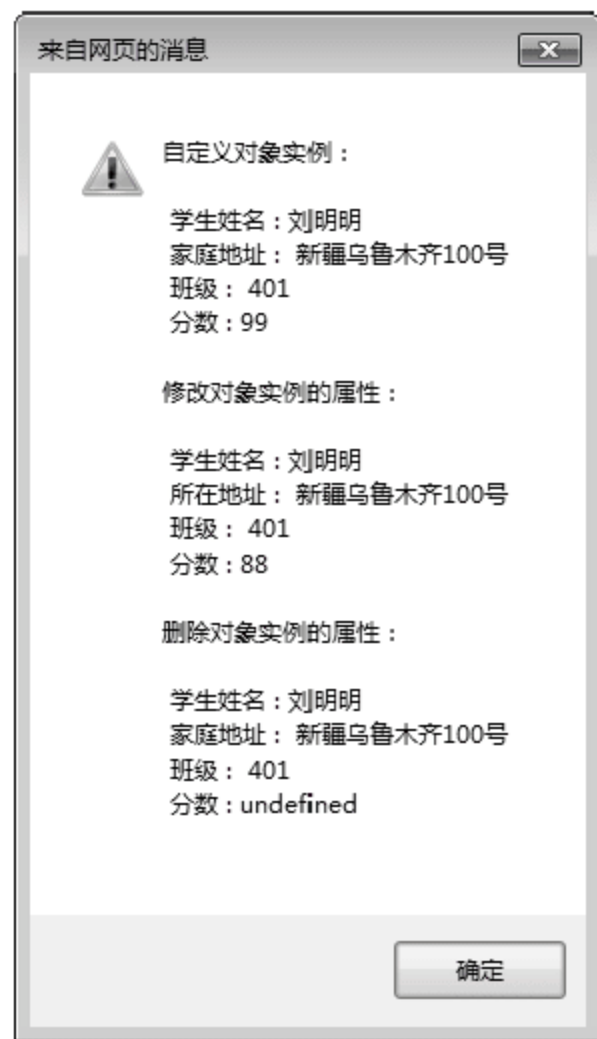 来自网页的消息
自定义对象实例：
学生姓名：刘明明
家庭地址： 新疆乌鲁木齐100号
班级： 401
分数：99
修改对象实例的属性：
学生姓名：刘明明
所在地址： 新疆乌鲁木齐100号
班级： 401
分数：88
删除对象实例的属性：
学生姓名：刘明明
家庭地址： 新疆乌鲁木齐100号
班级： 401
分数：undefined
确定